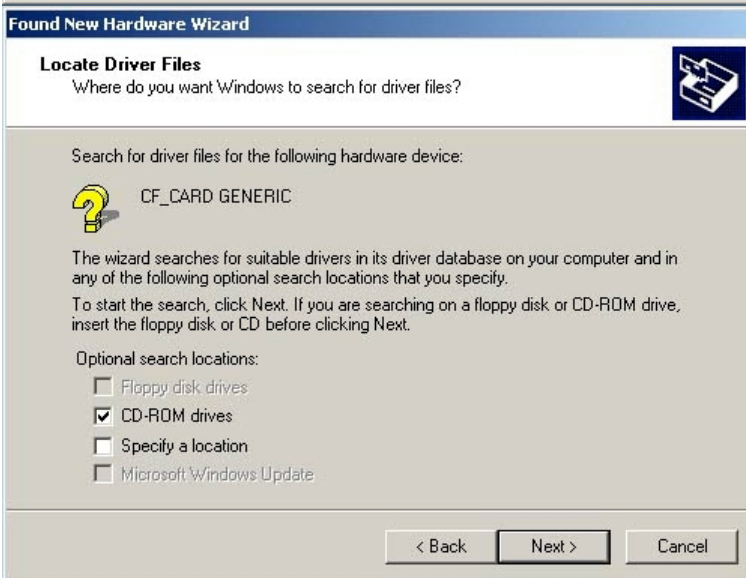 Found New Hardware Wizard
Locate Driver Files
Where do you want Windows to search for driver files?
Search for driver files for the following hardware device:
CF_CARD GENERIC
The wizard searches for suitable drivers in its driver database on your computer and in
any of the following optional search locations that you specify.
To start the search, click Next. If you are searching on a floppy disk or CD-ROM drive,
insert the floppy disk or CD before clicking Next.
Optional search locations:
Floppy disk drives
CD-ROM drives
Specify a location
Microsoft Windows Update
< Back Next > Cancel